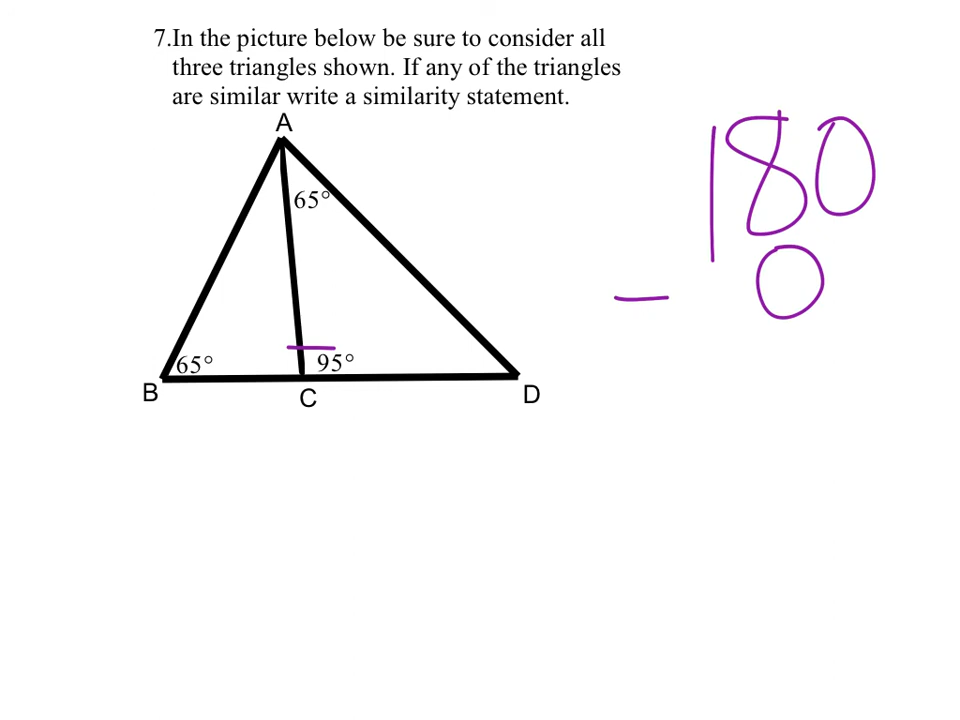 7.In the picture below be sure to consider all
three triangles shown. If any of the triangles
are similar write a similarity statement.
A
180
65°
- 0
65°
95°
B
C
D